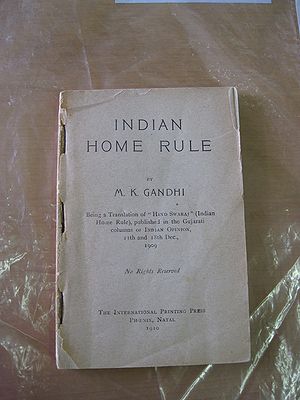 INDIAN
HOME RULE
BY
M. K. GANDHI
Being a Translation of "HIND SWARAJ" (Indian
Home Rule), published in the Gujarati
columns of INDIAN OPINION,
11th and 18th Dec.,
1909
No Rights Reserved
THE INTERNATIONAL PRINTING PRESS
PHŒNIX, NATAL
1910